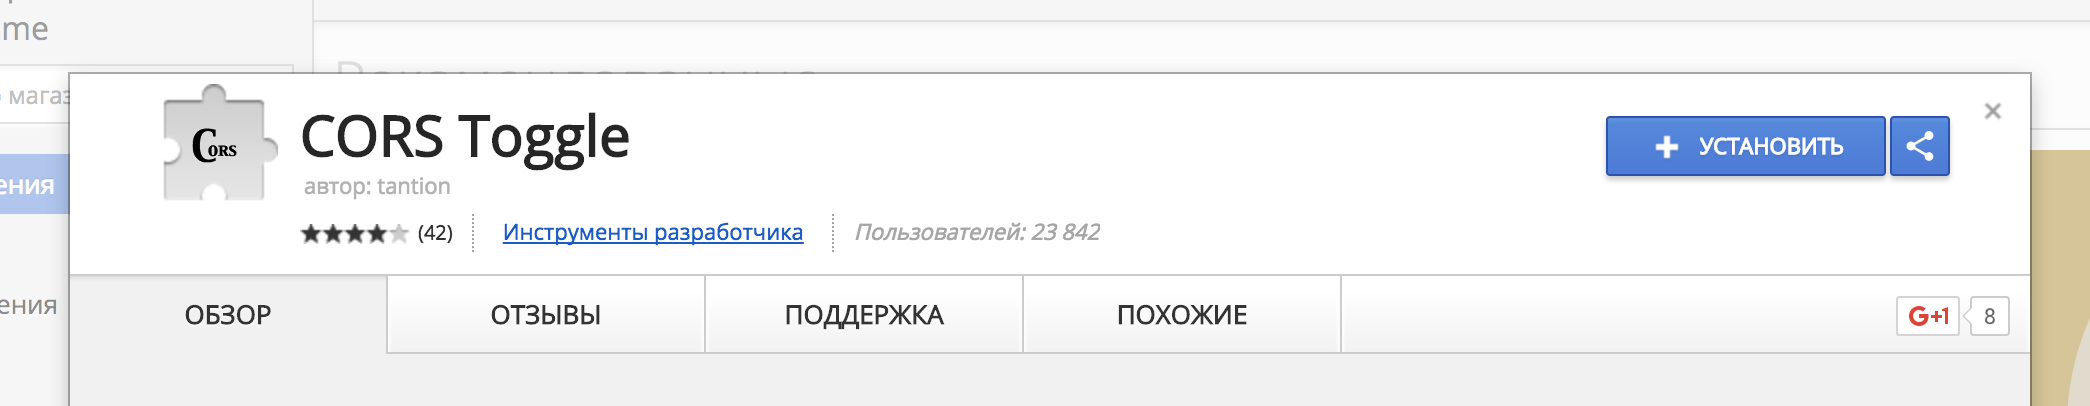 me
Рекомендованные
мага
CORS
CORS Toggle
+ УСТАНОВИТЬ
×
автор: tantion
ения
(42)
Инструменты разработчика
Пользователей: 23 842
ения
ОБЗОР
ОТЗЫВЫ
ПОДДЕРЖКА
ПОХОЖИЕ
G+1
8